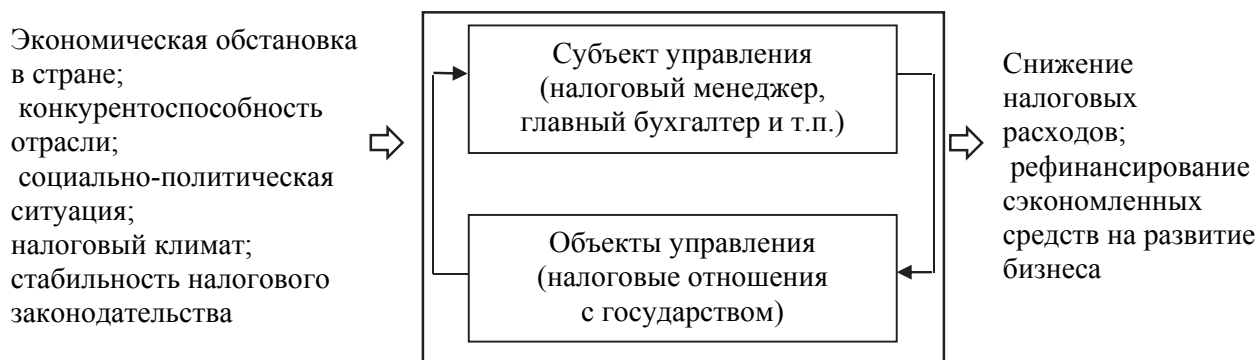 Экономическая обстановка
в стране;
конкурентоспособность
отрасли;
социально-политическая
ситуация;
налоговый климат;
стабильность налогового
законодательства
Субъект управления
(налоговый менеджер,
главный бухгалтер и т.п.)
Объекты управления
(налоговые отношения
с государством)
Снижение
налоговых
расходов;
рефинансирование
сэкономленных
средств на развитие
бизнеса